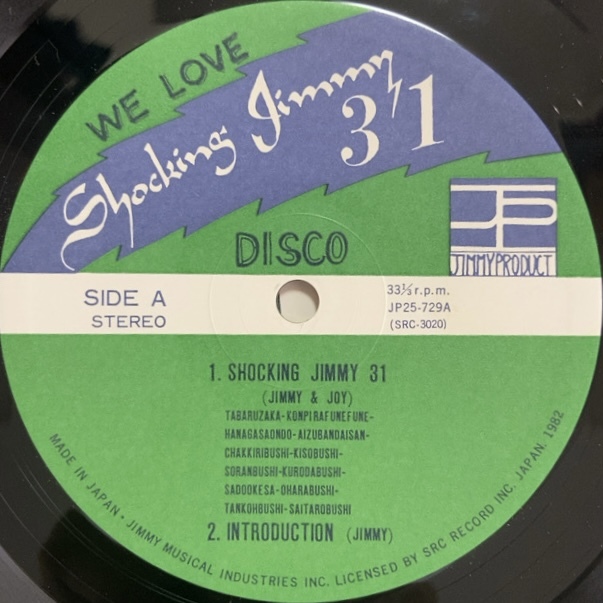 WE LOVE
Shocking Jimmy 31
DISCO
JP
JIMMY PRODUCT
SIDE A
STEREO
33⅓ r.p.m.
JP25-729A
(SRC-3020)
1. SHOCKING JIMMY 31
(JIMMY & JOY)
TABARUZAKA-KONPIRAFUNEFUNE-
HANAGASAONDO-AIZUBANDAISAN-
CHAKKIRIBUSHI-KISOBUSHI-
SORANBUSHI-KURODABUSHI-
SADOOKESA-OHARABUSHI-
TANKOHBUSHI-SAITAROBUSHI
2. INTRODUCTION (JIMMY)
MADE IN JAPAN • JIMMY MUSICAL INDUSTRIES INC. LICENSED BY SRC RECORD INC. JAPAN. 1982